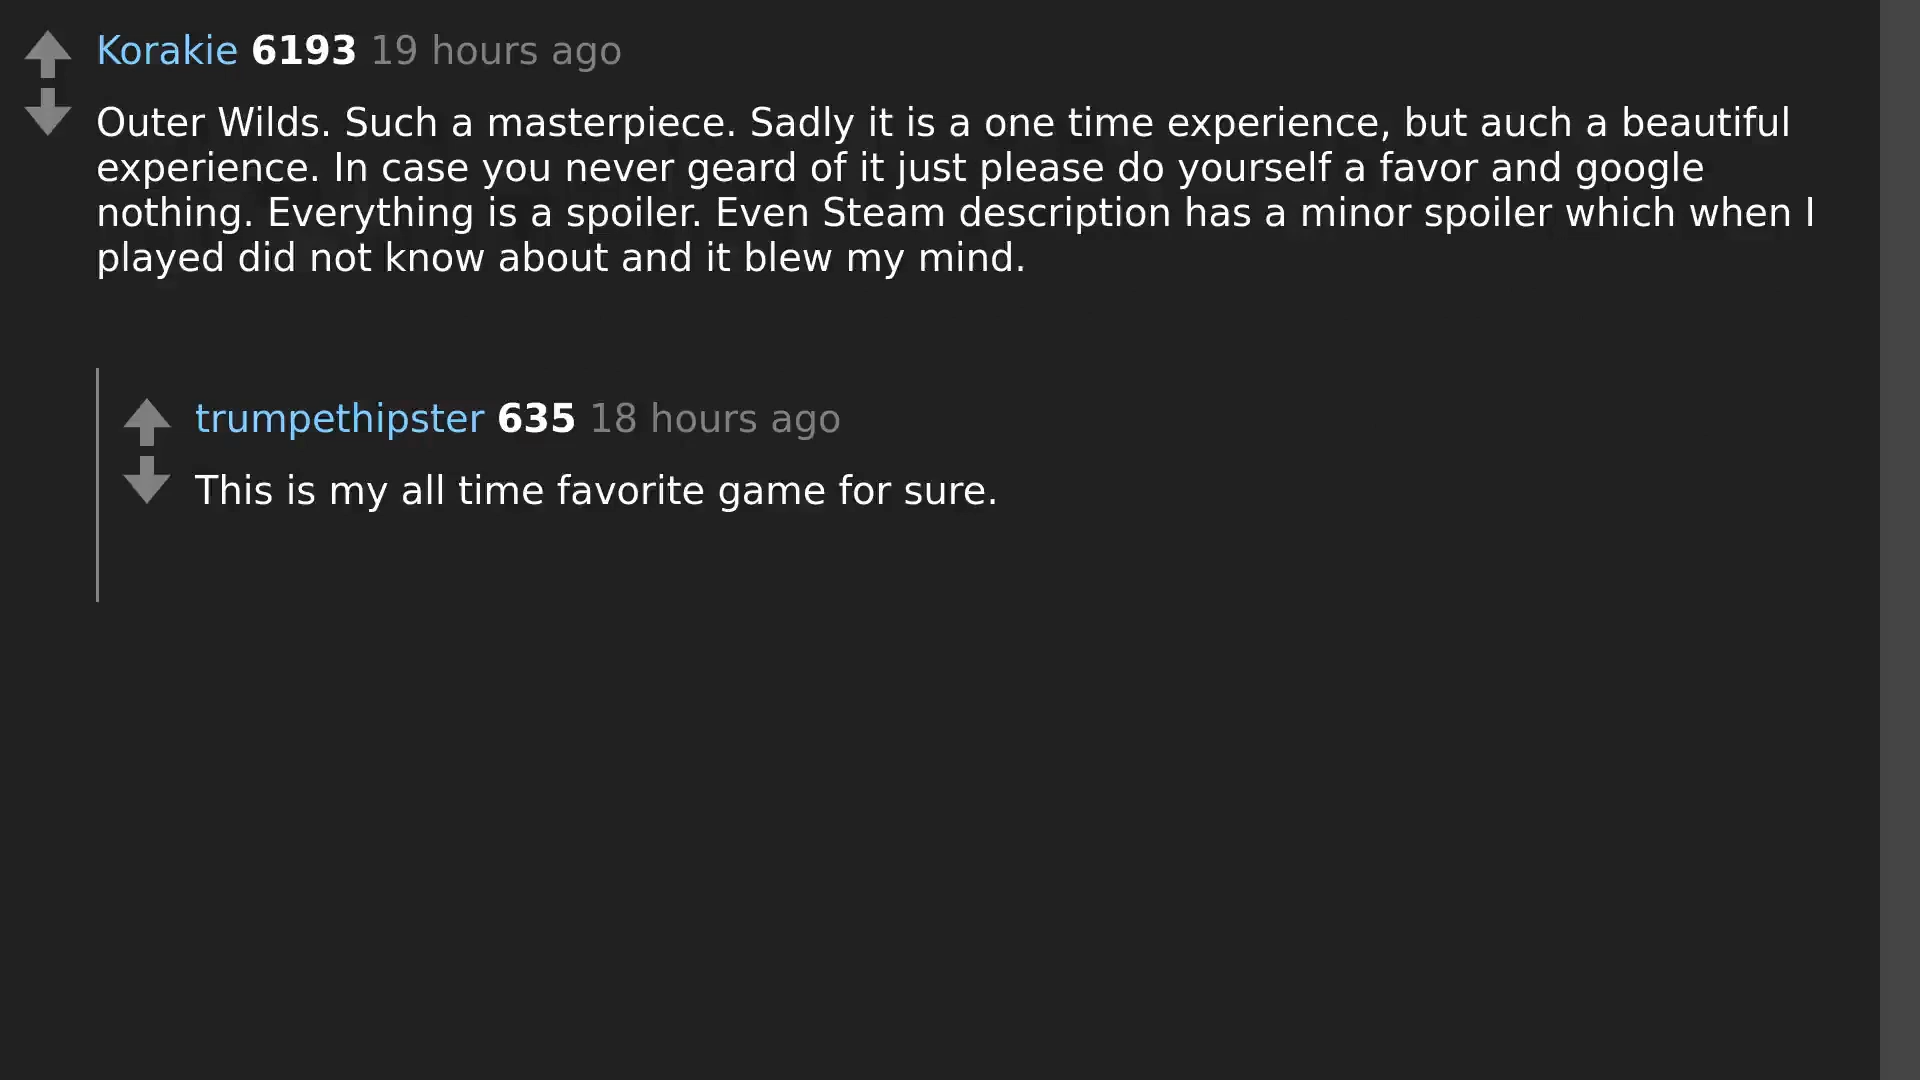 Korakie 6193 19 hours ago
Outer Wilds. Such a masterpiece. Sadly it is a one time experience, but auch a beautiful
experience. In case you never geard of it just please do yourself a favor and google
nothing. Everything is a spoiler. Even Steam description has a minor spoiler which when I
played did not know about and it blew my mind.
trumpethipster 635 18 hours ago
This is my all time favorite game for sure.